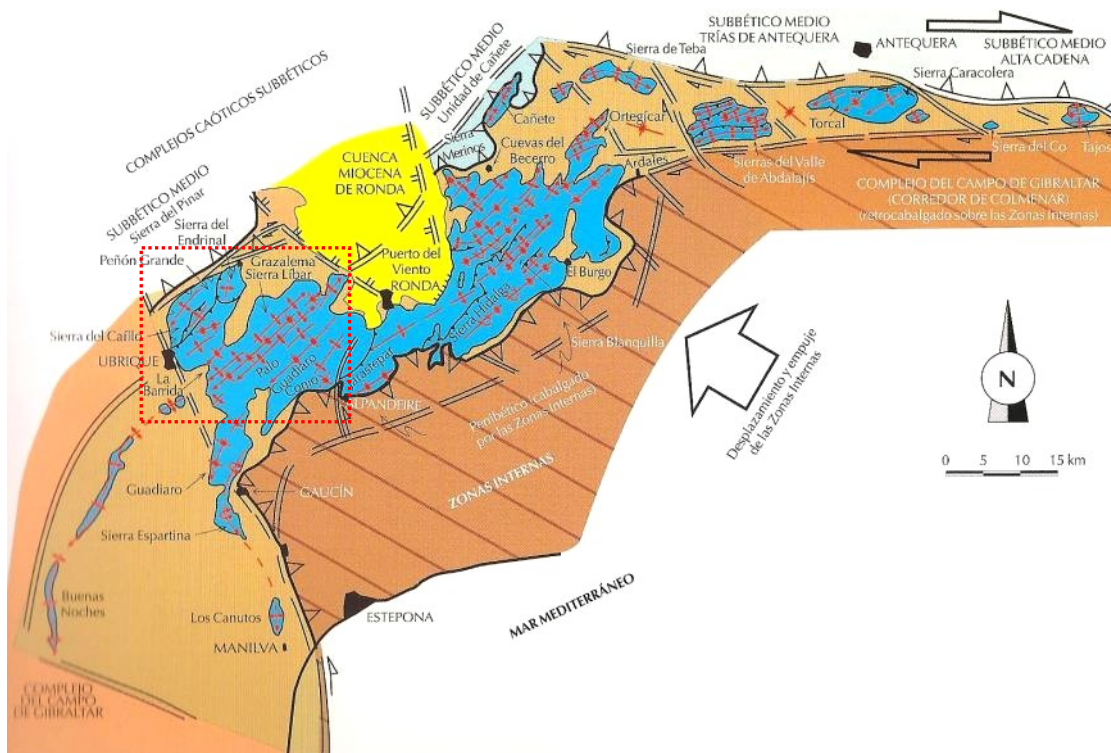 SUBBÉTICO MEDIO
TRÍAS DE ANTEQUERA
ANTEQUERA
SUBBÉTICO MEDIO
ALTA CADENA
Sierra de Teba
Sierra Caracolera
COMPLEJOS CAÓTICOS SUBBÉTICOS
SUBBÉTICO MEDIO
Unidad de Cañete
Cañete
Ortegícar
Torcal
Sierra Merinos
Cuevas del
Becerro
Ardales
Sierras del Valle
de Abdalajís
Sierra del Co
Tajos
CUENCA
MIOCENA
DE RONDA
COMPLEJO DEL CAMPO DE GIBRALTAR
(CORREDOR DE COLMENAR)
(retrocabalgado sobre las Zonas Internas)
SUBBÉTICO MEDIO
Sierra del Pinar
Sierra del
Endrinal
Peñón Grande
Grazalema
Sierra Líbar
Puerto del
Viento
RONDA
El Burgo
Sierra Hidalga
Sierra del Caíllo
UBRIQUE
Palo
Guadiaro
Conio
La
Barrida
Sierra Blanquilla
Penibético (cabalgado
por las Zonas Internas)
Desplazamiento y empuje
de las Zonas Internas
N
0 5 10 15 km
Guadiaro
GAUCÍN
ZONAS INTERNAS
Sierra Espartina
Buenas
Noches
Los Canutos
MANILVA
ESTEPONA
MAR MEDITERRÁNEO
COMPLEJO
DEL CAMPO
DE GIBRALTAR